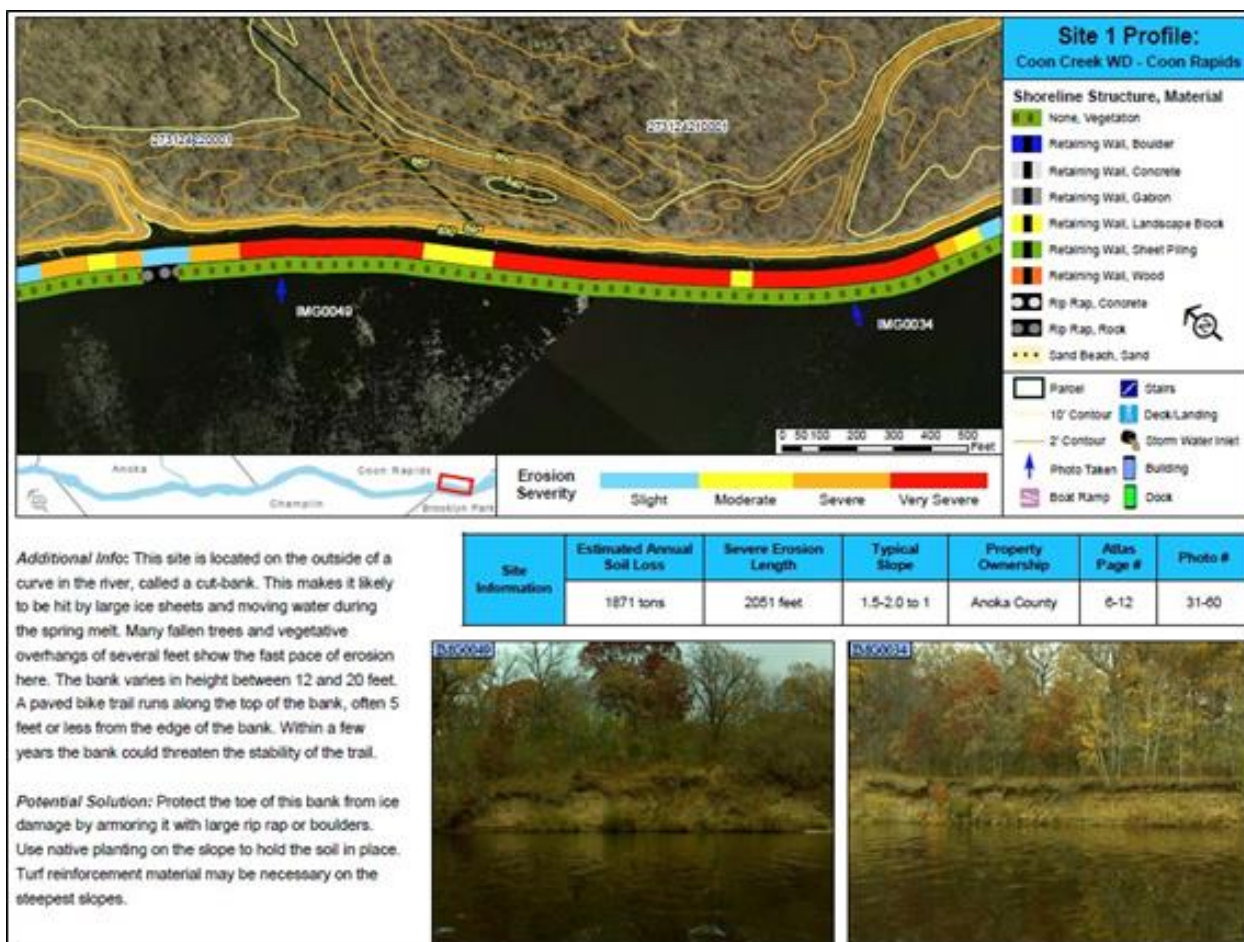 Site 1 Profile:
Coon Creek WD - Coon Rapids
Shoreline Structure, Material
None, Vegetation
Retaining Wall, Boulder
Retaining Wall, Concrete
Retaining Wall, Gabion
Retaining Wall, Landscape Block
Retaining Wall, Sheet Piling
Retaining Wall, Wood
Rip Rap, Concrete
Rip Rap, Rock
Sand Beach, Sand
Parcel
Stairs
10' Contour
Deck/Landing
2' Contour
Storm Water Inlet
Photo Taken
Building
Boat Ramp
Dock
273124220001
273124210001
IMG0049
IMG0034
0 50 100 200 300 400 500
Feet
Anoka
Coon Rapids
Champlin
Brooklyn Park
Erosion
Severity
Slight
Moderate
Severe
Very Severe
Additional Info: This site is located on the outside of a
curve in the river, called a cut-bank. This makes it likely
to be hit by large ice sheets and moving water during
the spring melt. Many fallen trees and vegetative
overhangs of several feet show the fast pace of erosion
here. The bank varies in height between 12 and 20 feet.
A paved bike trail runs along the top of the bank, often 5
feet or less from the edge of the bank. Within a few
years the bank could threaten the stability of the trail.
Potential Solution: Protect the toe of this bank from ice
damage by armoring it with large rip rap or boulders.
Use native planting on the slope to hold the soil in place.
Turf reinforcement material may be necessary on the
steepest slopes.
Site
Information
Estimated Annual
Soil Loss
Severe Erosion
Length
Typical
Slope
Property
Ownership
Atlas
Page #
Photo #
1871 tons
2051 feet
1.5-2.0 to 1
Anoka County
6-12
31-60
IMG0049
IMG0034